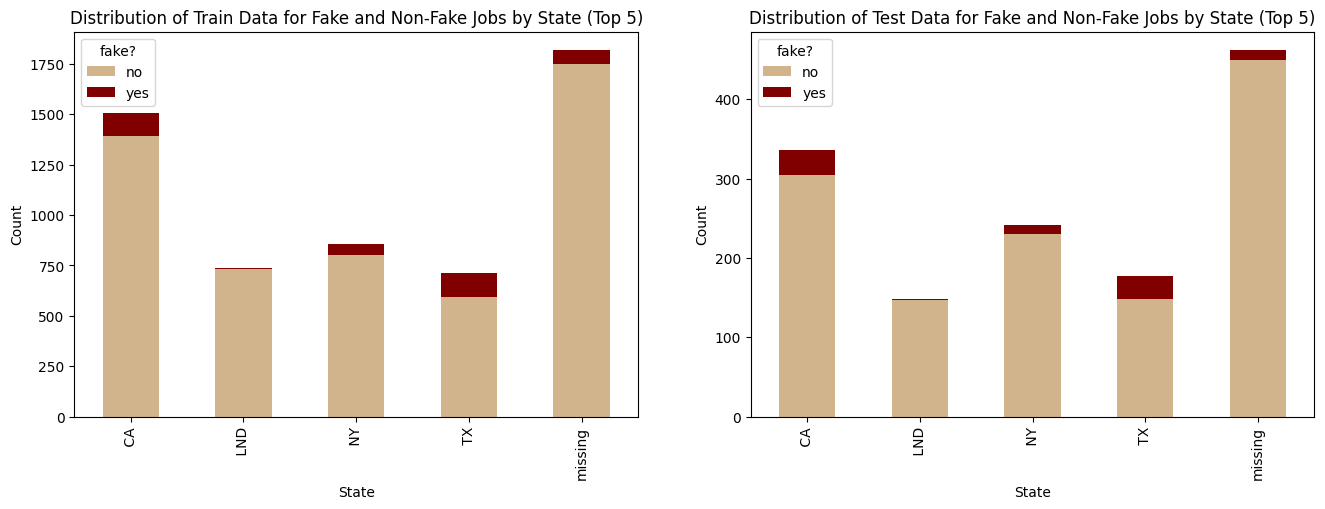 Distribution of Train Data for Fake and Non-Fake Jobs by State (Top 5)
fake?
no
yes
Count
1750
1500
1250
1000
750
500
250
0
CA
LND
NY
TX
missing
State
Distribution of Test Data for Fake and Non-Fake Jobs by State (Top 5)
fake?
no
yes
Count
400
300
200
100
0
CA
LND
NY
TX
missing
State